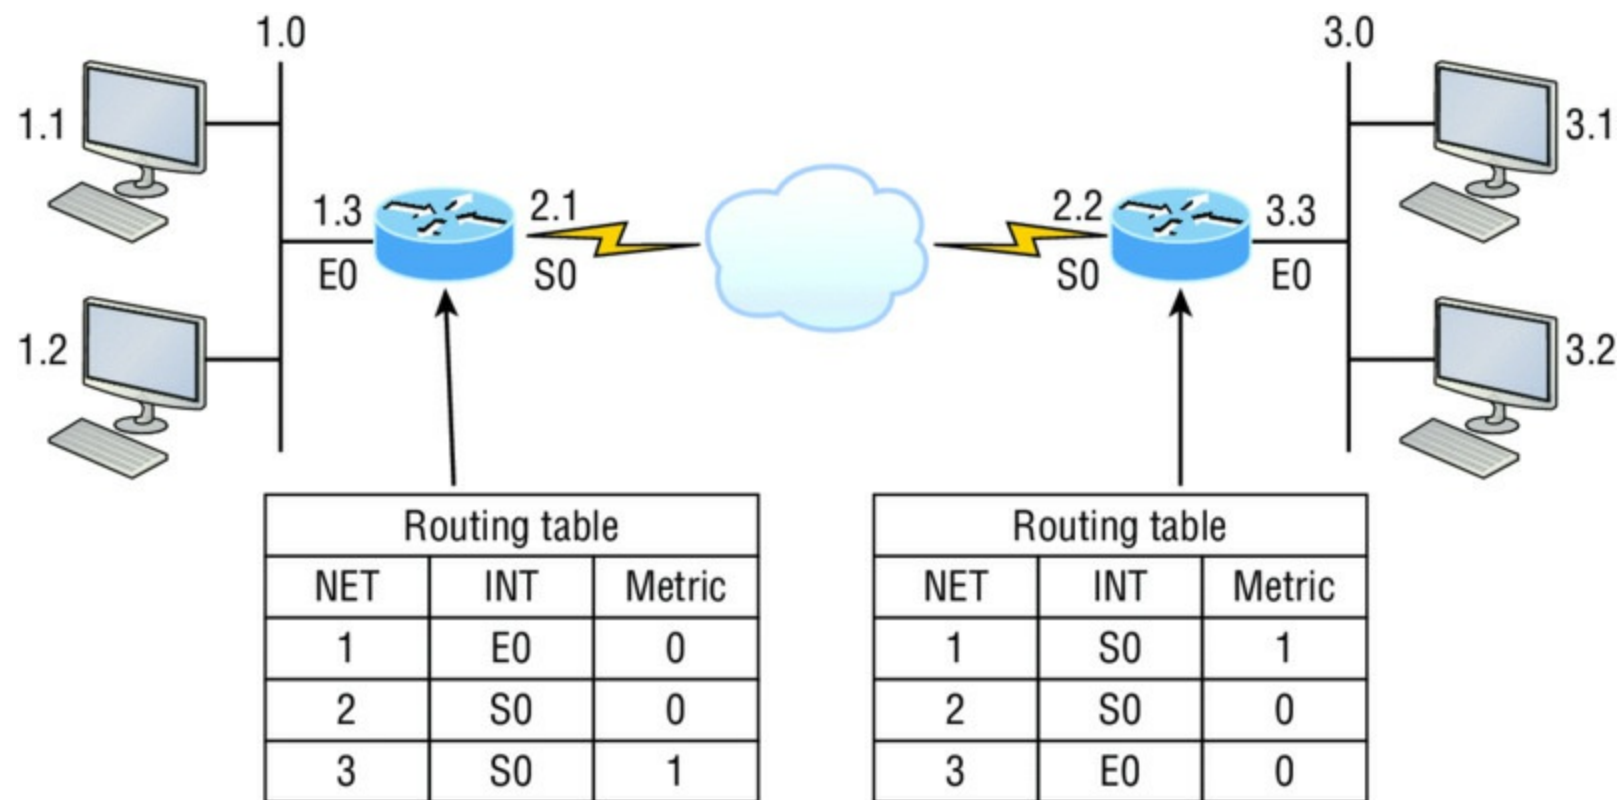 1.0
3.0
1.1
3.1
1.3
2.1
2.2
3.3
E0
S0
S0
E0
1.2
3.2
Routing table
NET INT Metric
1 E0 0
2 S0 0
3 S0 1
Routing table
NET INT Metric
1 S0 1
2 S0 0
3 E0 0